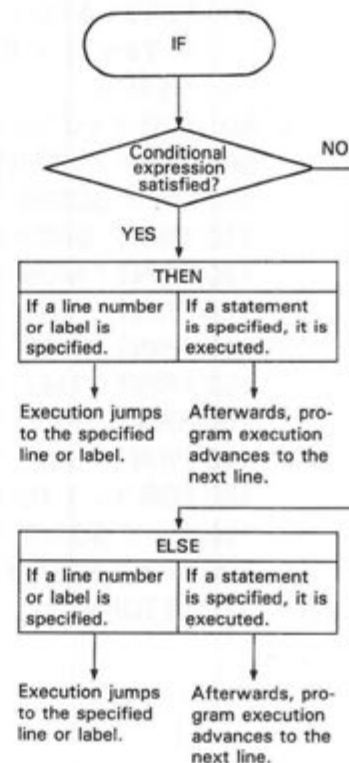 IF
Conditional
expression
satisfied?
NO
YES
THEN
If a line number
or label is
specified.
If a statement
is specified, it is
executed.
Execution jumps
to the specified
line or label.
Afterwards, pro-
gram execution
advances to the
next line.
ELSE
If a line number
or label is
specified.
If a statement
is specified, it is
executed.
Execution jumps
to the specified
line or label.
Afterwards, pro-
gram execution
advances to the
next line.